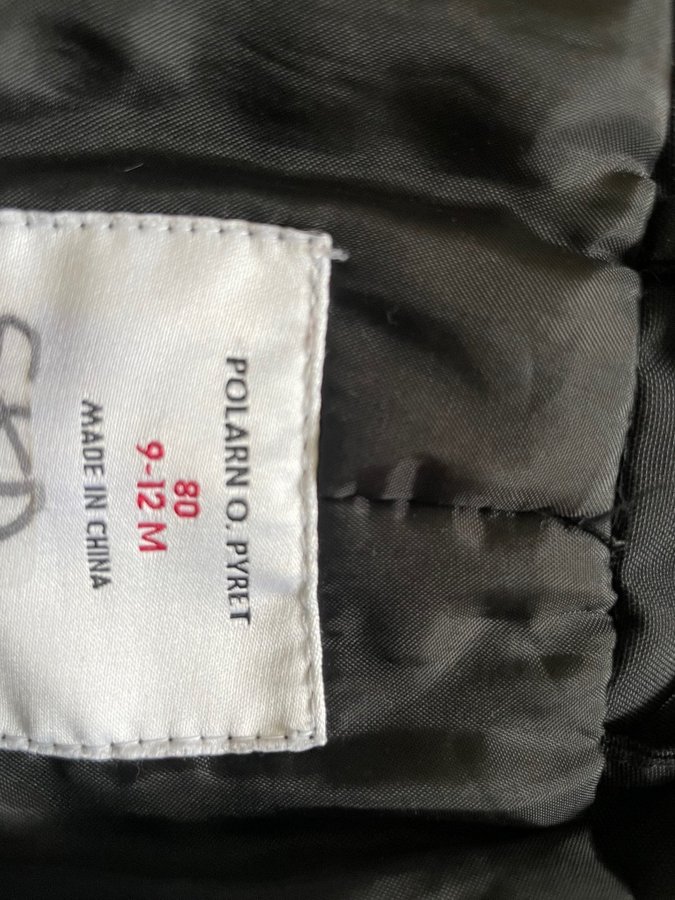 POLARN O. PYRET
80
9-12 M
MADE IN CHINA